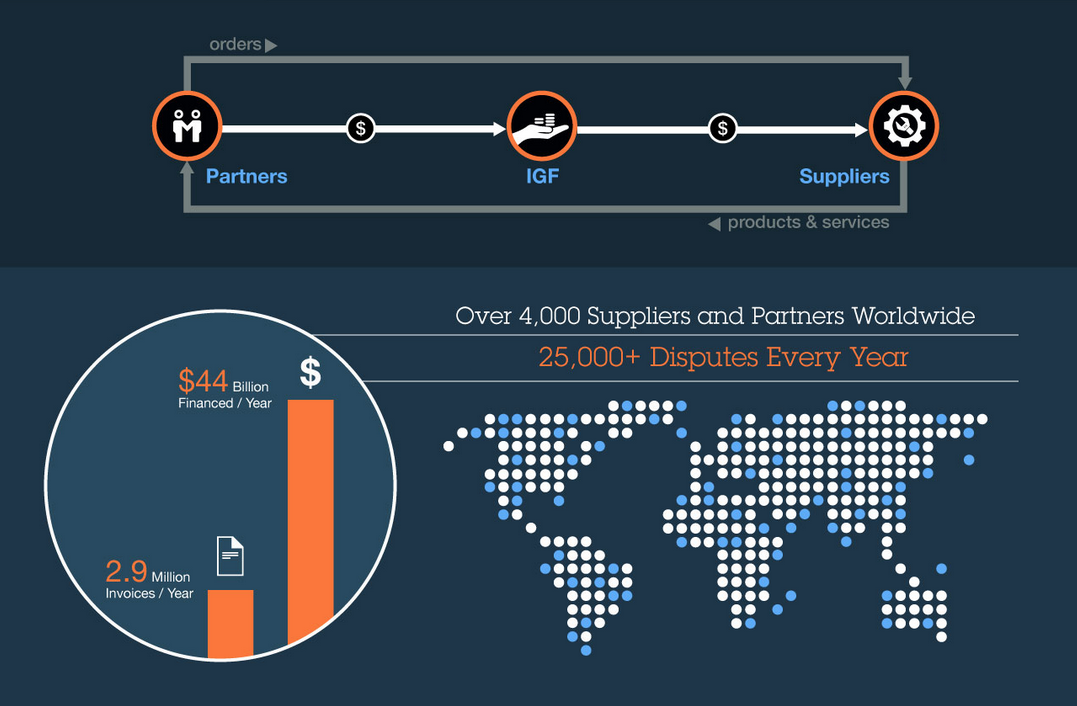 orders
$
$
Partners
IGF
Suppliers
products & services
Over 4,000 Suppliers and Partners Worldwide
25,000+ Disputes Every Year
$
$44 Billion
Financed / Year
2.9 Million
Invoices / Year